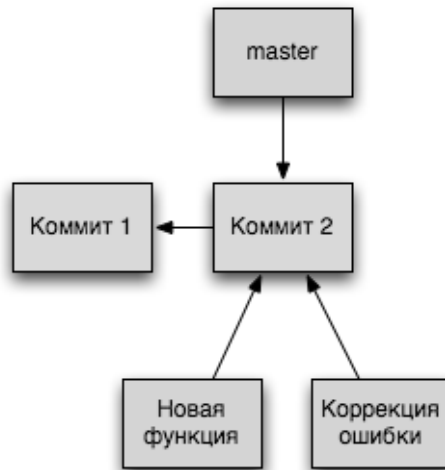 master
Коммит 1
Коммит 2
Новая
функция
Коррекция
ошибки